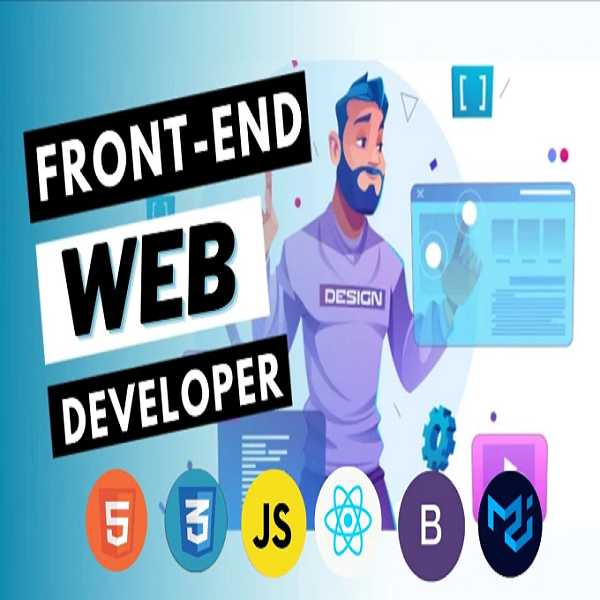 FRONT-END
WEB
DEVELOPER
[ ]
DESIGN
5
3
JS
B